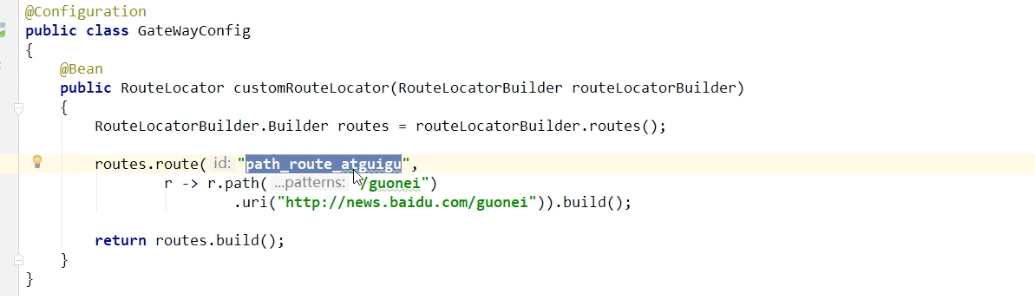 @Configuration
public class GateWayConfig
{
@Bean
public RouteLocator customRouteLocator(RouteLocatorBuilder routeLocatorBuilder)
{
RouteLocatorBuilder.Builder routes = routeLocatorBuilder.routes();
routes.route( id: "path_route_atguigu",
r -> r.path( ...patterns: "/guonei")
.uri("http://news.baidu.com/guonei")).build();
return routes.build();
}
}